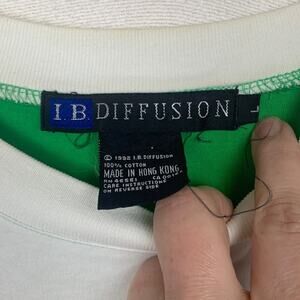 I.B. DIFFUSION
L
© 1992 I.B. DIFFUSION
100% COTTON
MADE IN HONG KONG
CARE INSTRUCTIONS
ON REVERSE SIDE